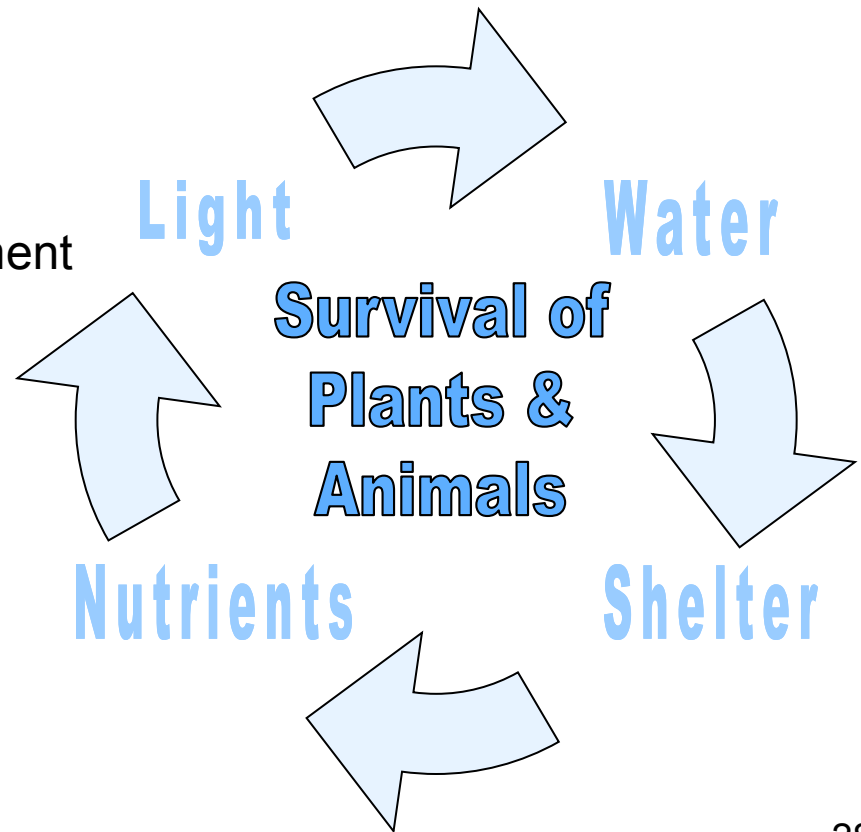 Light
Water
ment
Survival of
Plants &
Animals
Nutrients
Shelter